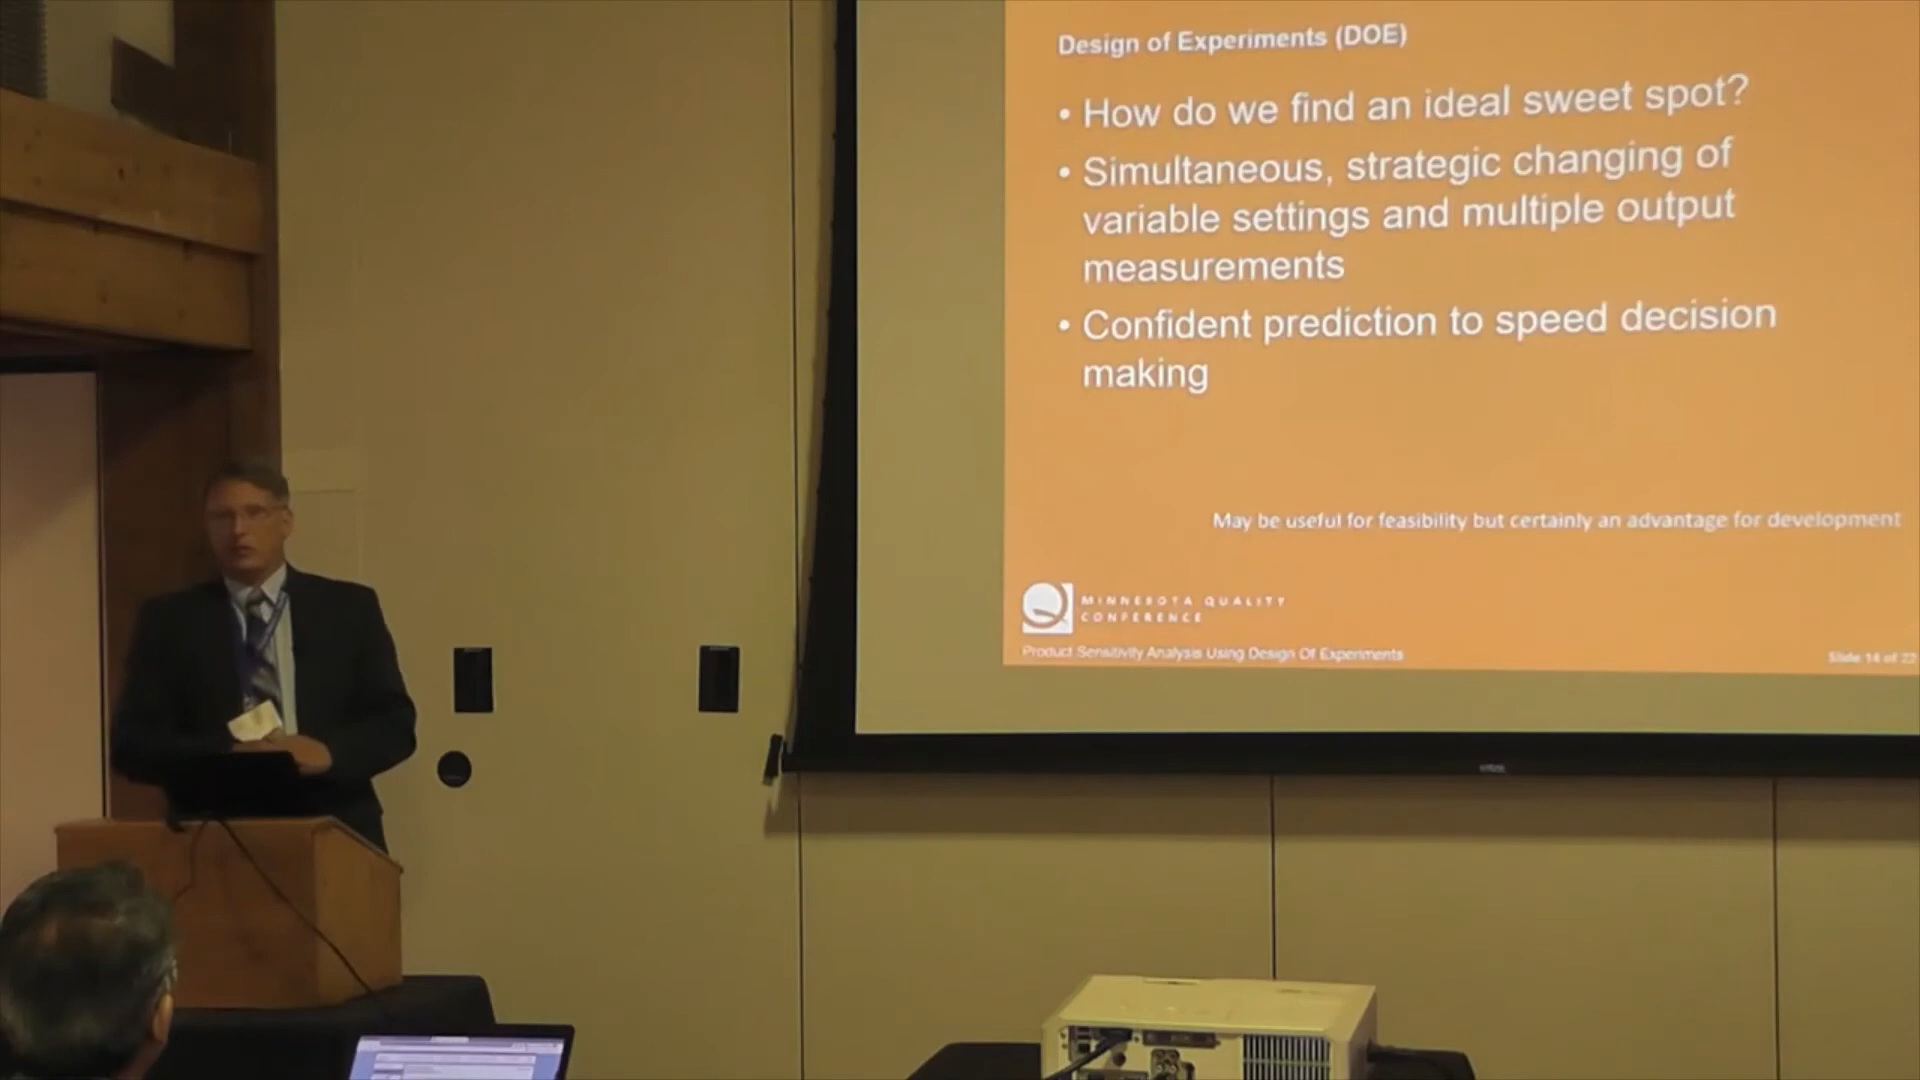 Design of Experiments (DOE)
• How do we find an ideal sweet spot?
• Simultaneous, strategic changing of
variable settings and multiple output
measurements
• Confident prediction to speed decision
making
May be useful for feasibility but certainly an advantage for development
MINNESOTA QUALITY
CONFERENCE
Product Sensitivity Analysis Using Design Of Experiments
Slide 14 of 22